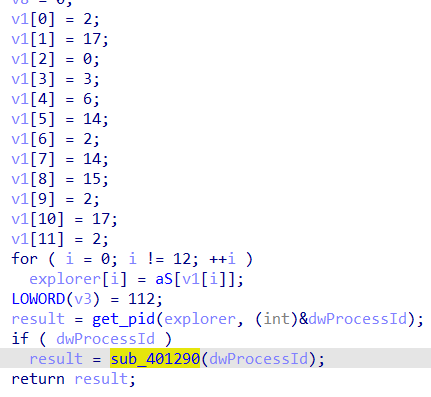 v1[0] = 2;
v1[1] = 17;
v1[2] = 0;
v1[3] = 3;
v1[4] = 6;
v1[5] = 14;
v1[6] = 2;
v1[7] = 14;
v1[8] = 15;
v1[9] = 2;
v1[10] = 17;
v1[11] = 2;
for ( i = 0; i != 12; ++i )
explorer[i] = aS[v1[i]];
LOWORD(v3) = 112;
result = get_pid(explorer, (int)&dwProcessId);
if ( dwProcessId )
result = sub_401290(dwProcessId);
return result;